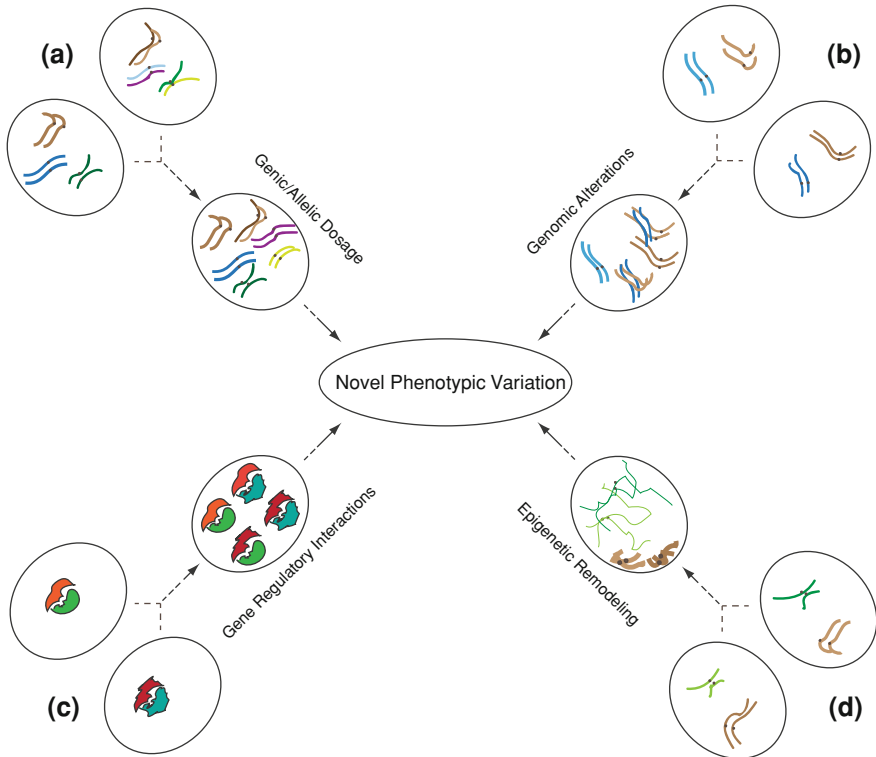 (a)
(b)
Genic/Allelic Dosage
Genomic Alterations
Novel Phenotypic Variation
Gene Regulatory Interactions
Epigenetic Remodeling
(c)
(d)